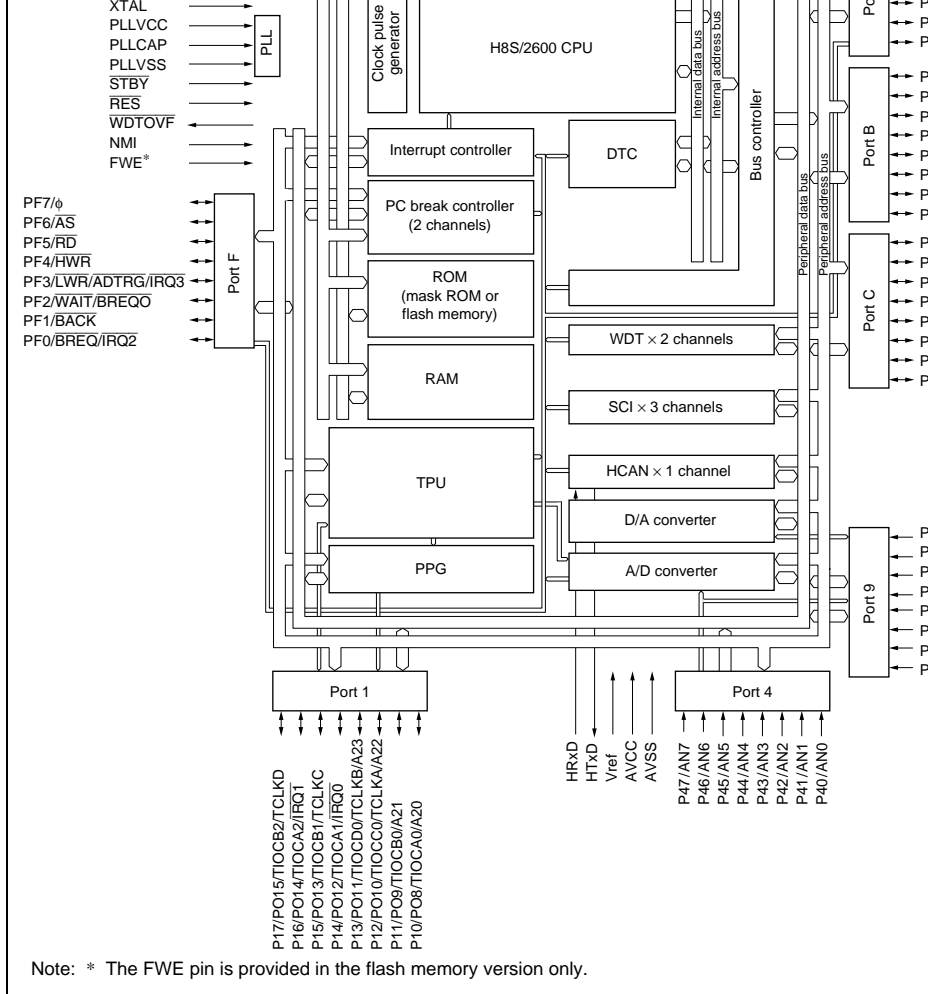 XTAL
PLLVCC
PLLCAP
PLLVSS
STBY
RES
WDTOVF
NMI
FWE*
PLL
Clock pulse
generator
H8S/2600 CPU
Internal data bus
Internal address bus
Bus controller
Interrupt controller
DTC
PC break controller
(2 channels)
ROM
(mask ROM or
flash memory)
RAM
TPU
PPG
WDT × 2 channels
SCI × 3 channels
HCAN × 1 channel
D/A converter
A/D converter
Peripheral data bus
Peripheral address bus
Port B
Port C
Port 9
PF7/ϕ
PF6/AS
PF5/RD
PF4/HWR
PF3/LWR/ADTRG/IRQ3
PF2/WAIT/BREQO
PF1/BACK
PF0/BREQ/IRQ2
Port F
Port 1
Port 4
P17/PO15/TIOCB2/TCLKD
P16/PO14/TIOCA2/IRQ1
P15/PO13/TIOCB1/TCLKC
P14/PO12/TIOCA1/IRQ0
P13/PO11/TIOCD0/TCLKB/A23
P12/PO10/TIOCC0/TCLKA/A22
P11/PO9/TIOCB0/A21
P10/PO8/TIOCA0/A20
HRxD
HTxD
Vref
AVCC
AVSS
P47/AN7
P46/AN6
P45/AN5
P44/AN4
P43/AN3
P42/AN2
P41/AN1
P40/AN0
Note: * The FWE pin is provided in the flash memory version only.